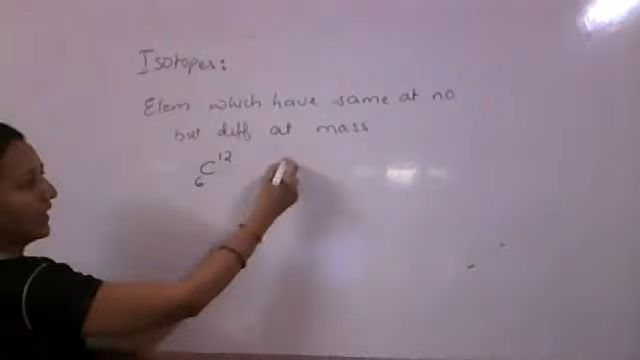 Isotopes:
Elem which have same at no
but diff at mass
₆C¹²